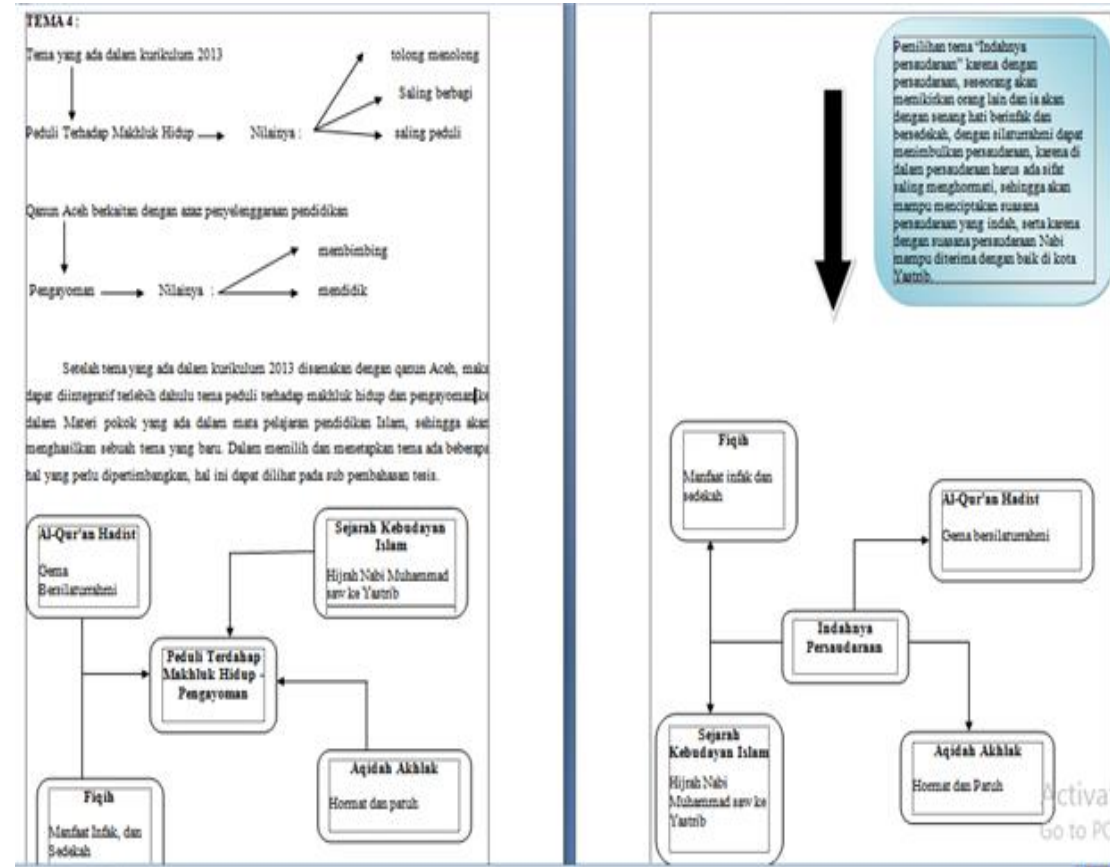 TEMA 4 :
Tema yang ada dalam kurikulum 2013
tolong menolong
Saling berbagi
Peduli Terhadap Makhluk Hidup
Nilainya :
saling peduli
Qanun Aceh berkaitan dengan azaz penyelenggaraan pendidikan
membimbing
Pengayoman
Nilainya :
mendidik
Setelah tema yang ada dalam kurikulum 2013 disamakan dengan qanun Aceh, maka
dapat diintegratif terlebih dahulu tema peduli terhadap makhluk hidup dan pengayoman ke
dalam Materi pokok yang ada dalam mata pelajaran pendidikan Islam, sehingga akan
menghasilkan sebuah tema yang baru. Dalam memilih dan menetapkan tema ada beberapa
hal yang perlu dipertimbangkan, hal ini dapat dilihat pada sub pembahasan tesis.
Al-Qur'an Hadist
Gema
Bersilaturrahmi
Sejarah Kebudayan
Islam
Hijrah Nabi Muhammad
saw ke Yastrib
Peduli Terdahap
Makhluk Hidup -
Pengayoman
Aqidah Akhlak
Hormat dan patuh
Fiqih
Manfaat Infak, dan
Sedekah
Pemilihan tema "Indahnya
persaudaraan" karena dengan
persaudaraan, seseorang akan
memikirkan orang lain dan ia akan
dengan senang hati berinfak dan
bersedekah, dengan silaturrahmi dapat
menimbulkan persaudaraan, karena di
dalam persaudaraan harus ada sifat
saling menghormati, sehingga akan
mampu menciptakan suasana
persaudaraan yang indah, serta karena
dengan suasana persaudaraan Nabi
mampu diterima dengan baik di kota
Yastrib.
Fiqih
Manfaat infak dan
sedekah
Al-Qur'an Hadist
Gema bersilaturrahmi
Indahnya
Persaudaraan
Sejarah
Kebudayan Islam
Hijrah Nabi
Muhammad saw ke
Yastrib
Aqidah Akhlak
Hormat dan Patuh
Activa
Go to PC